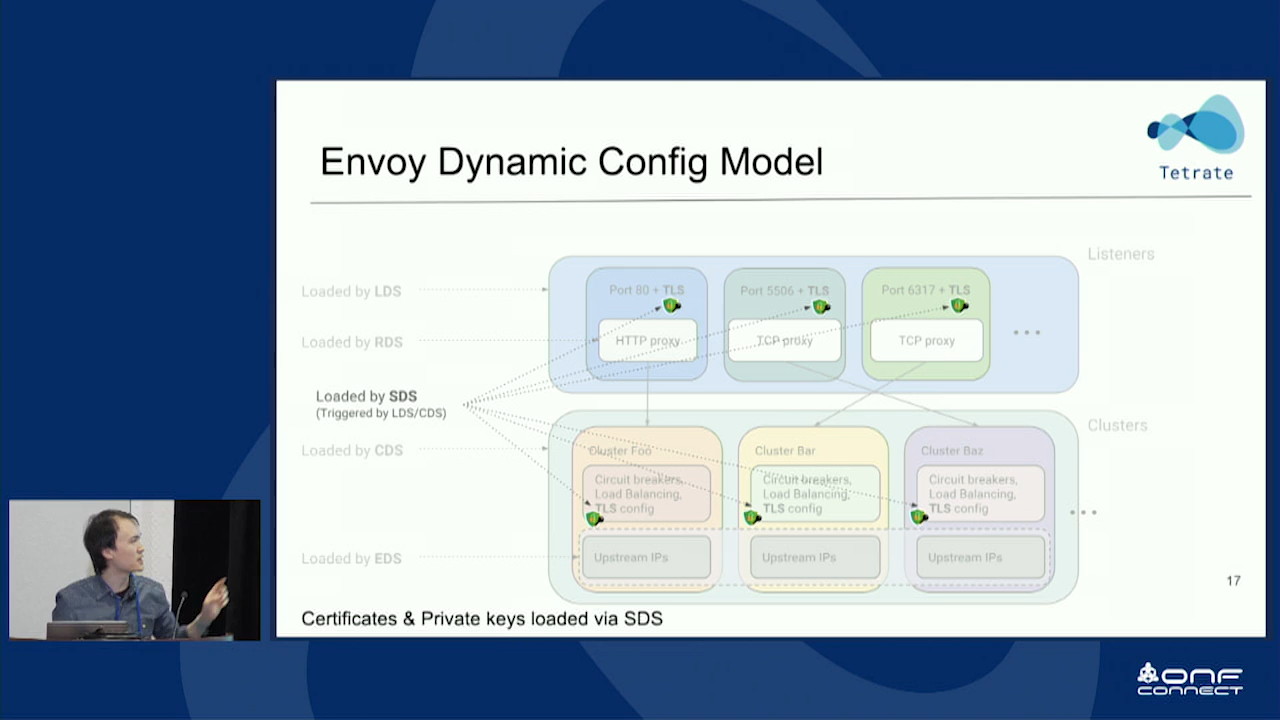 Envoy Dynamic Config Model
Tetrate
Listeners
Loaded by LDS
Port 80 + TLS
Port 5506 + TLS
Port 6317 + TLS
Loaded by RDS
HTTP proxy
TCP proxy
TCP proxy
...
Loaded by SDS
(Triggered by LDS/CDS)
Clusters
Loaded by CDS
Cluster Foo
Circuit breakers,
Load Balancing,
TLS config
Cluster Bar
Circuit breakers,
Load Balancing,
TLS config
Cluster Baz
Circuit breakers,
Load Balancing,
TLS config
...
Loaded by EDS
Upstream IPs
Upstream IPs
Upstream IPs
17
Certificates & Private keys loaded via SDS
ONF
CONNECT